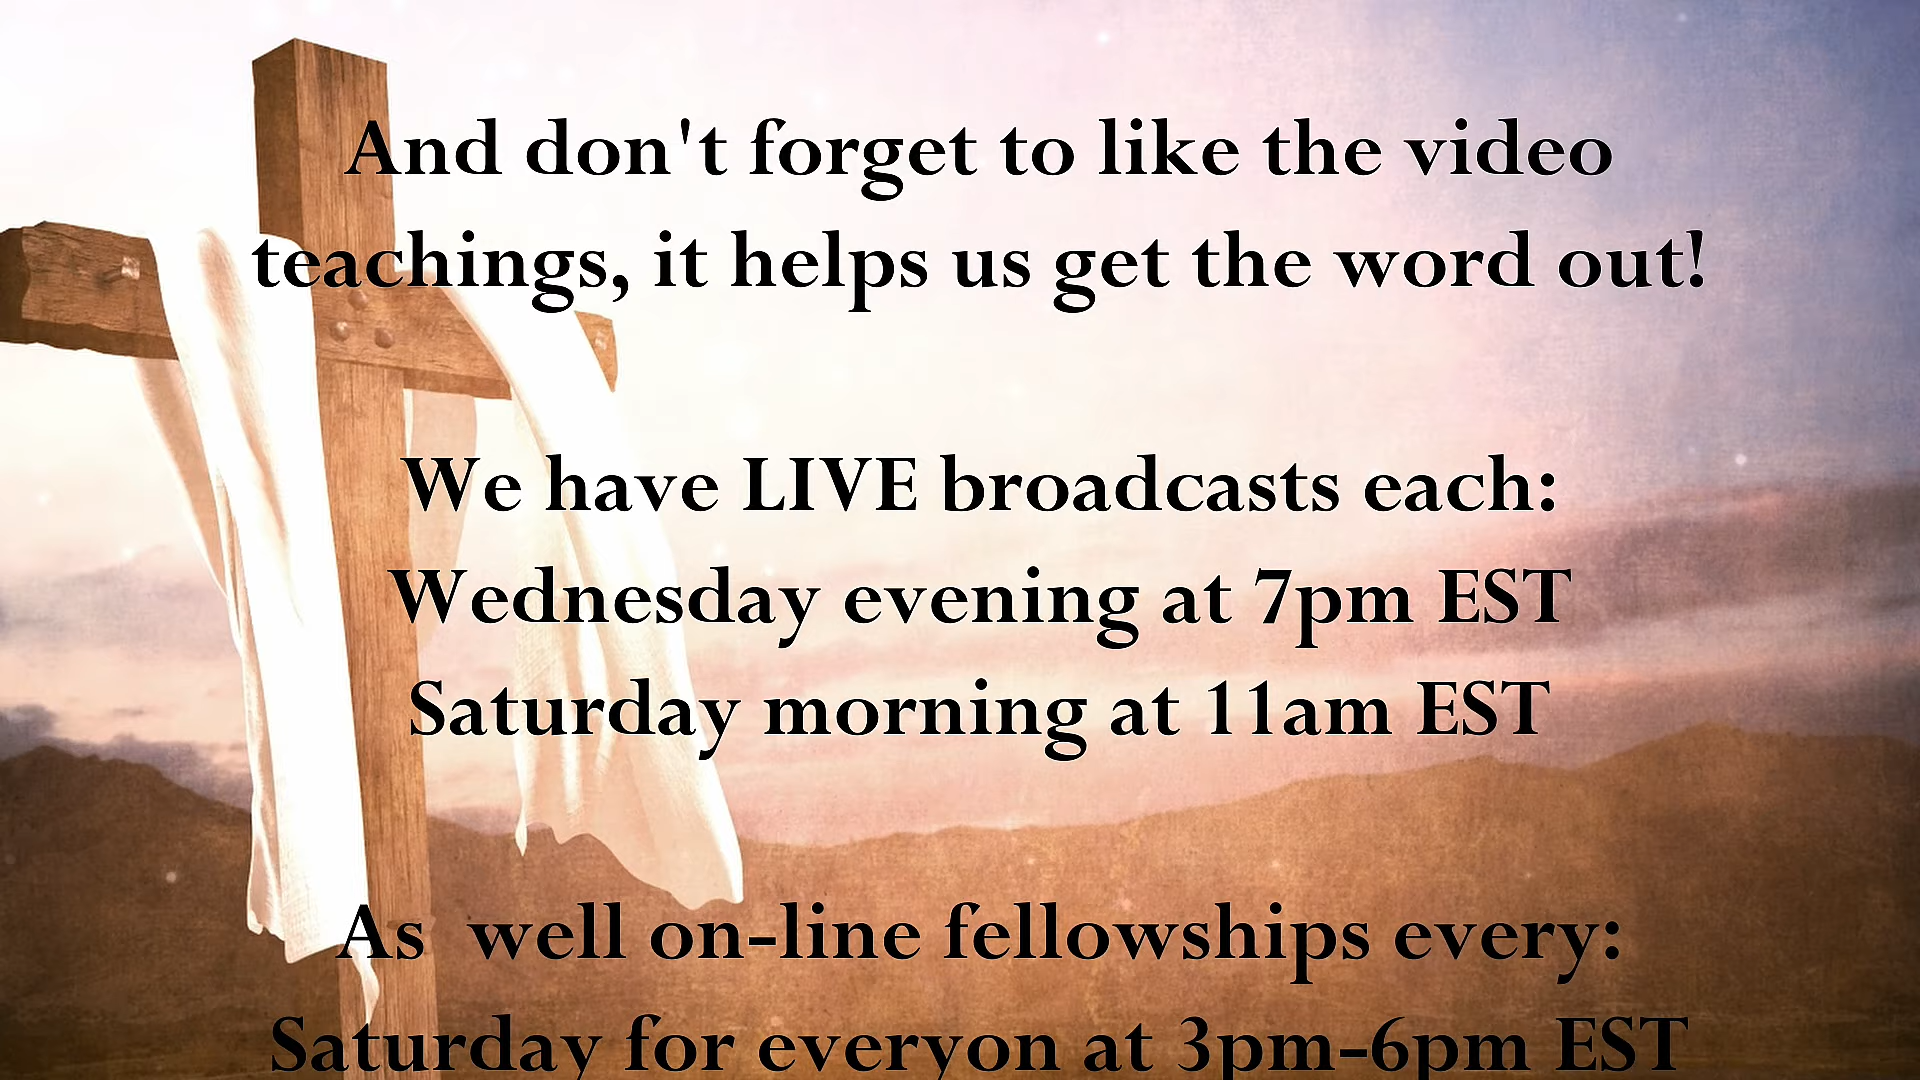 And don't forget to like the video
teachings, it helps us get the word out!
We have LIVE broadcasts each:
Wednesday evening at 7pm EST
Saturday morning at 11am EST
As  well on-line fellowships every:
Saturday for everyon at 3pm-6pm EST